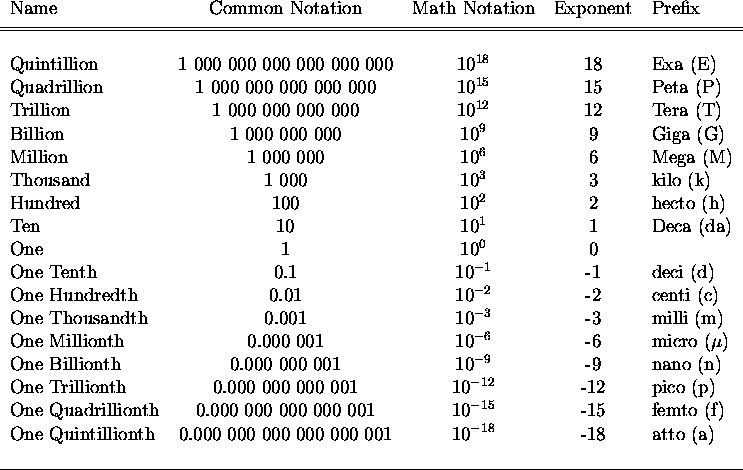 Name Common Notation Math Notation Exponent Prefix
Quintillion 1 000 000 000 000 000 000 10^18 18 Exa (E)
Quadrillion 1 000 000 000 000 000 10^15 15 Peta (P)
Trillion 1 000 000 000 000 10^12 12 Tera (T)
Billion 1 000 000 000 10^9 9 Giga (G)
Million 1 000 000 10^6 6 Mega (M)
Thousand 1 000 10^3 3 kilo (k)
Hundred 100 10^2 2 hecto (h)
Ten 10 10^1 1 Deca (da)
One 1 10^0 0
One Tenth 0.1 10^−1 -1 deci (d)
One Hundredth 0.01 10^−2 -2 centi (c)
One Thousandth 0.001 10^−3 -3 milli (m)
One Millionth 0.000 001 10^−6 -6 micro (μ)
One Billionth 0.000 000 001 10^−9 -9 nano (n)
One Trillionth 0.000 000 000 001 10^−12 -12 pico (p)
One Quadrillionth 0.000 000 000 000 001 10^−15 -15 femto (f)
One Quintillionth 0.000 000 000 000 000 001 10^−18 -18 atto (a)